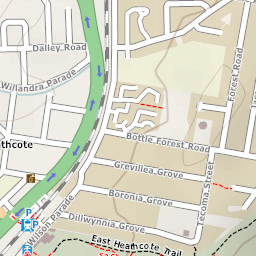 Dalley Road
Willandra Parade
Forest Road
Bottle Forest Road
Grevillea Grove
Tecoma Street
Boronia Grove
Wilson Parade
Dillwynnia Grove
East Heathcote Trail
thcote
P
P